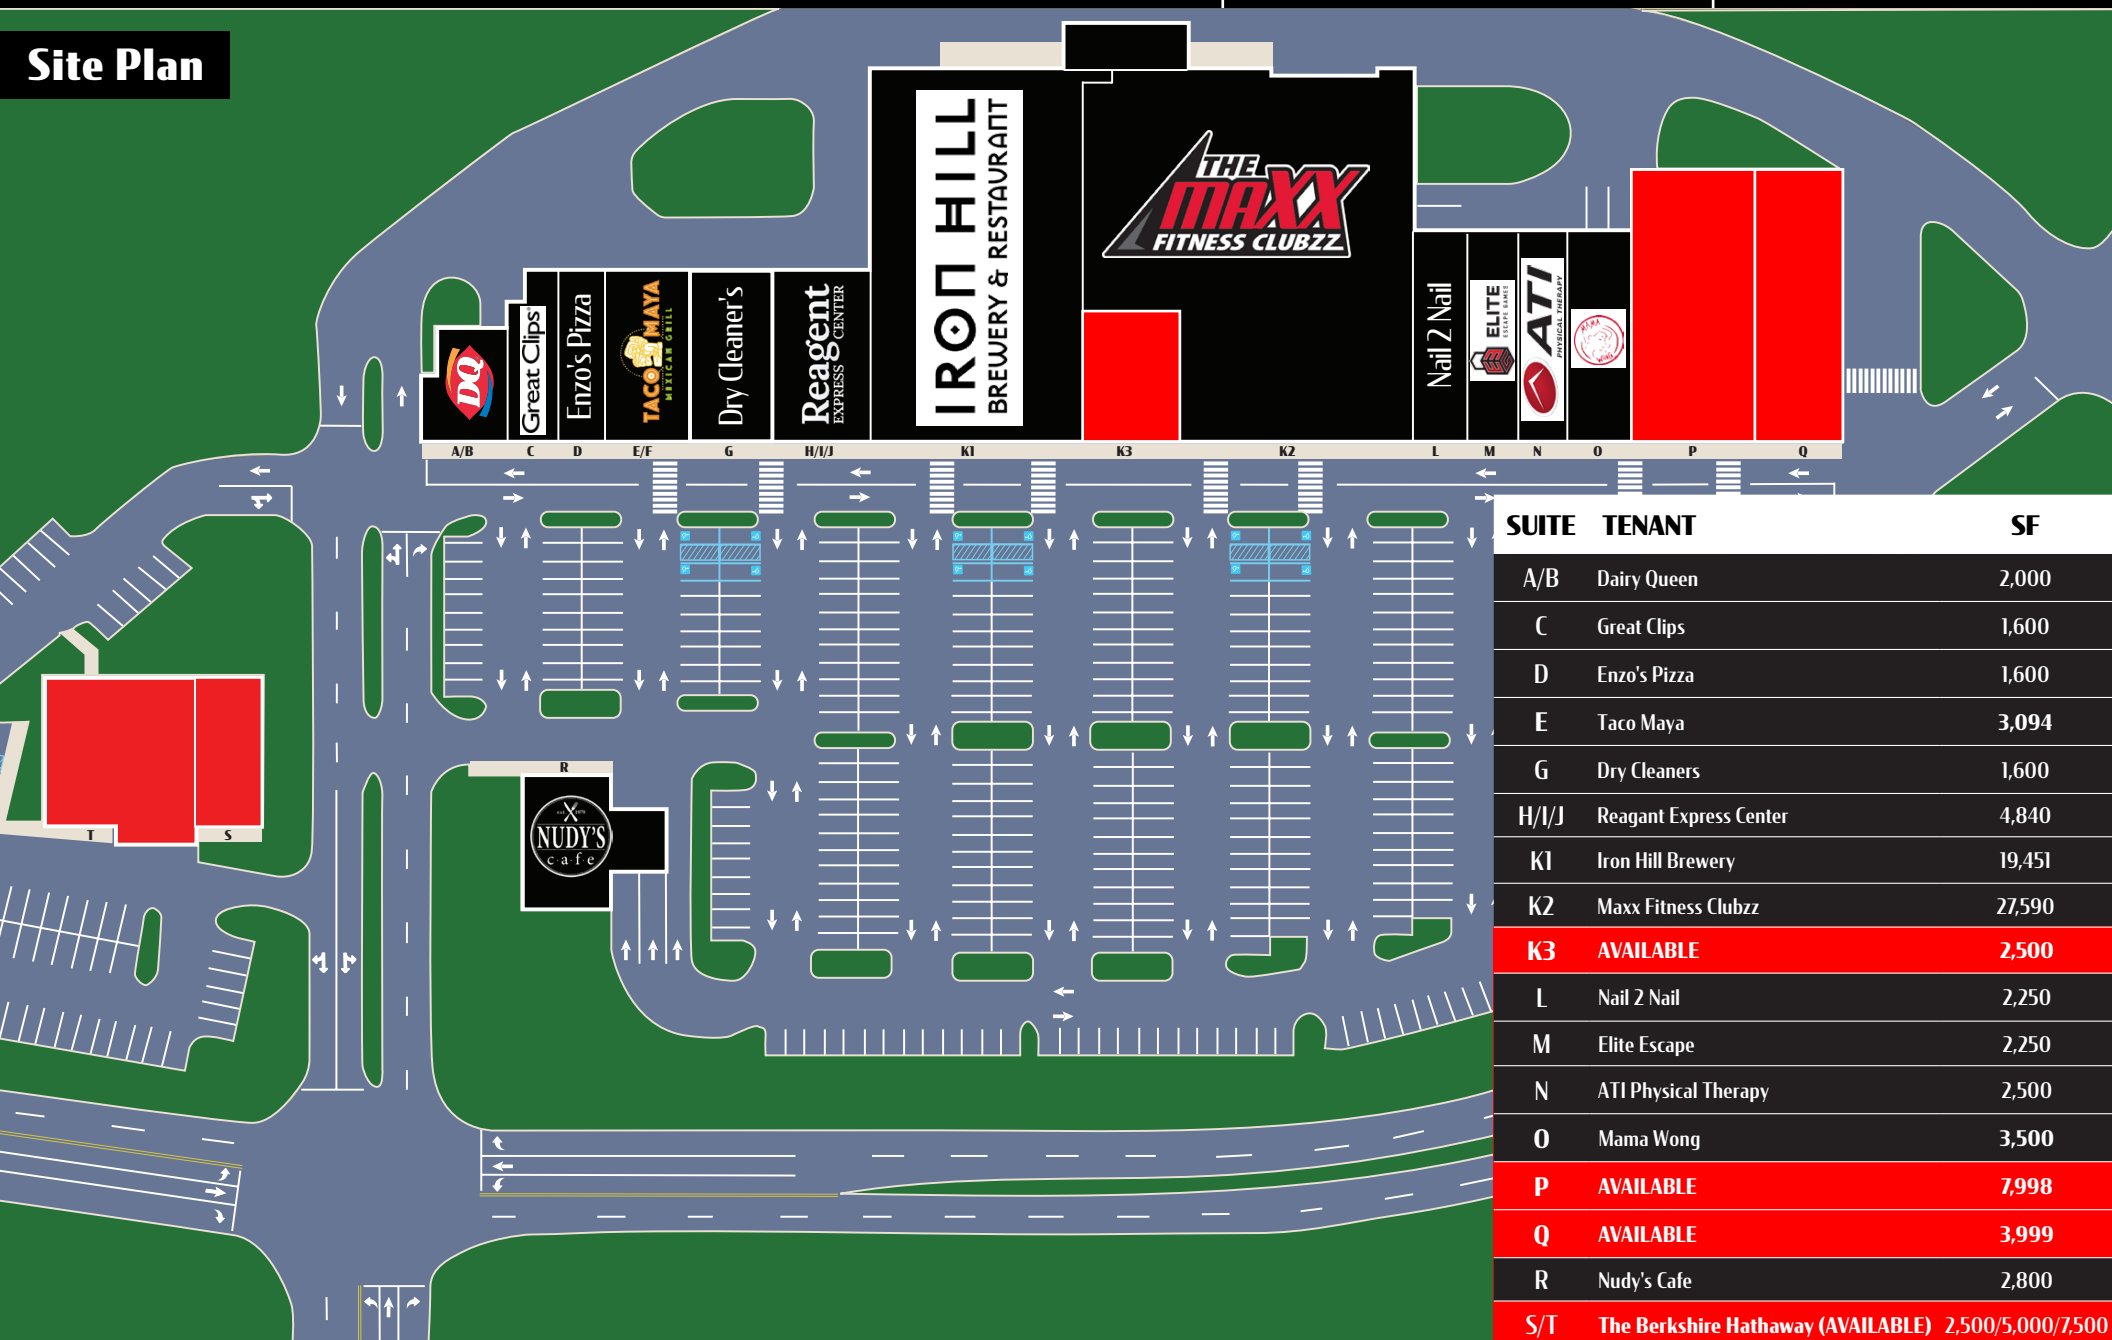 Site Plan
IRON HILL
BREWERY & RESTAURANT
THE
MAXX
FITNESS CLUBZZ
DQ
Great Clips
Enzo's Pizza
TACO MAYA
MEXICAN GRILL
Dry Cleaner's
Reagent
EXPRESS CENTER
Nail 2 Nail
ELITE
ESCAPE GAMES
ATI
PHYSICAL THERAPY
MAMA
WONG
A/B C D E/F G H/I/J K1 K3 K2 L M N O P Q
R
NUDY'S
cafe
T S
SUITE TENANT SF
A/B Dairy Queen 2,000
C Great Clips 1,600
D Enzo's Pizza 1,600
E Taco Maya 3,094
G Dry Cleaners 1,600
H/I/J Reagant Express Center 4,840
K1 Iron Hill Brewery 19,451
K2 Maxx Fitness Clubzz 27,590
K3 AVAILABLE 2,500
L Nail 2 Nail 2,250
M Elite Escape 2,250
N ATI Physical Therapy 2,500
O Mama Wong 3,500
P AVAILABLE 7,998
Q AVAILABLE 3,999
R Nudy's Cafe 2,800
S/T The Berkshire Hathaway (AVAILABLE) 2,500/5,000/7,500